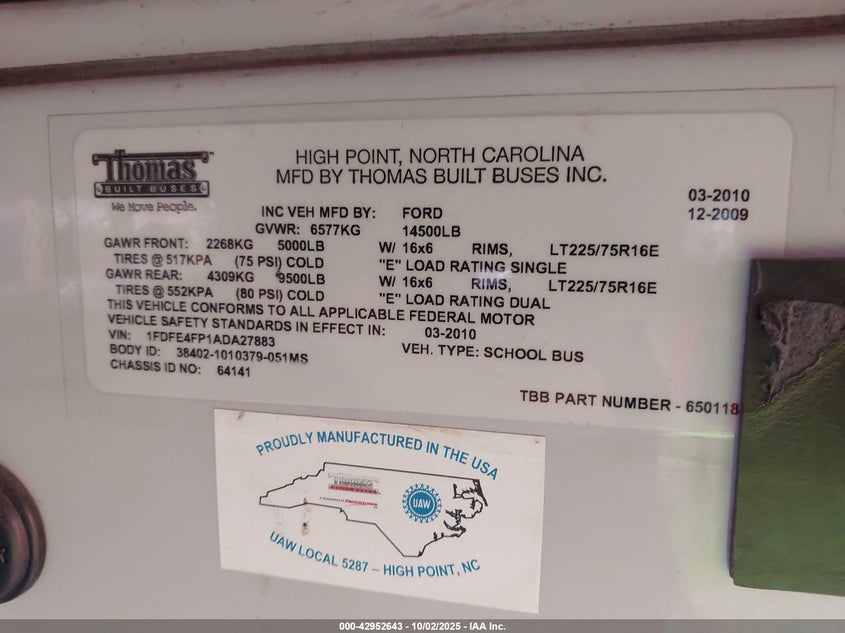 Thomas
BUILT BUSES
We Move People.
HIGH POINT, NORTH CAROLINA
MFD BY THOMAS BUILT BUSES INC.
03-2010
INC VEH MFD BY: FORD 12-2009
GVWR: 6577KG 14500LB
GAWR FRONT: 2268KG 5000LB W/ 16x6 RIMS, LT225/75R16E
TIRES @ 517KPA (75 PSI) COLD "E" LOAD RATING SINGLE
GAWR REAR: 4309KG 9500LB W/ 16x6 RIMS, LT225/75R16E
TIRES @ 552KPA (80 PSI) COLD "E" LOAD RATING DUAL
THIS VEHICLE CONFORMS TO ALL APPLICABLE FEDERAL MOTOR
VEHICLE SAFETY STANDARDS IN EFFECT IN: 03-2010
VIN: 1FDFE4FP1ADA27883 VEH. TYPE: SCHOOL BUS
BODY ID: 38402-1010379-051MS
CHASSIS ID NO: 64141
TBB PART NUMBER - 650118
PROUDLY MANUFACTURED IN THE USA
Thomas
BUILT BUSES
UAW
UAW LOCAL 5287 – HIGH POINT, NC
000-42952643 - 10/02/2025 - IAA Inc.